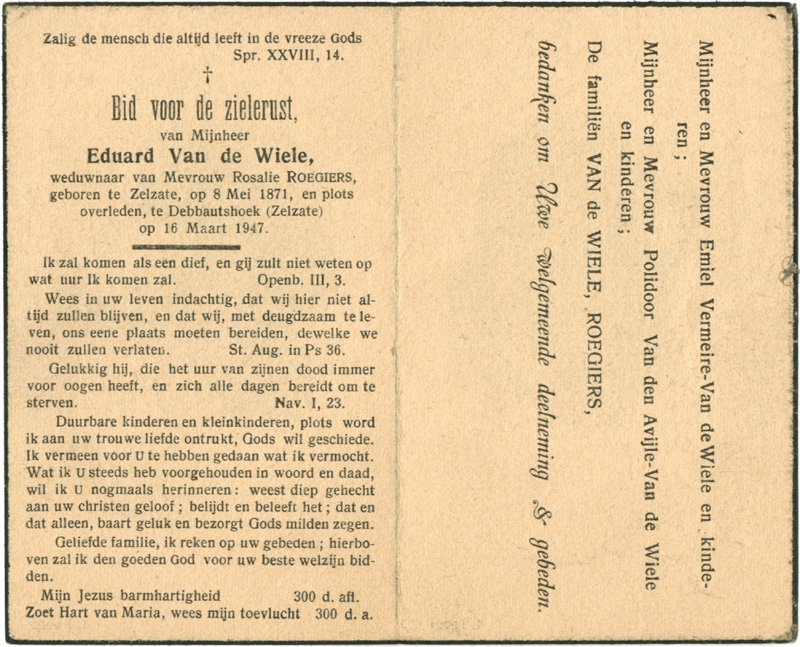 Zalig de mensch die altijd leeft in de vreeze Gods
Spr. XXVIII, 14.
†
Bid voor de zielerust,
van Mijnheer
Eduard Van de Wiele,
weduwnaar van Mevrouw Rosalie ROEGIERS,
geboren te Zelzate, op 8 Mei 1871, en plots
overleden, te Debbautshoek (Zelzate)
op 16 Maart 1947.
Ik zal komen als een dief, en gij zult niet weten op
wat uur Ik komen zal. Openb. III, 3.
Wees in uw leven indachtig, dat wij hier niet al-
tijd zullen blijven, en dat wij, met deugdzaam te le-
ven, ons eene plaats moeten bereiden, dewelke we
nooit zullen verlaten. St. Aug. in Ps 36.
Gelukkig hij, die het uur van zijnen dood immer
voor oogen heeft, en zich alle dagen bereidt om te
sterven. Nav. I, 23.
Duurbare kinderen en kleinkinderen, plots word
ik aan uw trouwe liefde ontrukt, Gods wil geschiede.
Ik vermeen voor U te hebben gedaan wat ik vermocht.
Wat ik U steeds heb voorgehouden in woord en daad,
wil ik U nogmaals herinneren : weest diep gehecht
aan uw christen geloof ; belijdt en beleeft het ; dat en
dat alleen, baart geluk en bezorgt Gods milden zegen.
Geliefde familie, ik reken op uw gebeden ; hierbo-
ven zal ik den goeden God voor uw beste welzijn bid-
den.
Mijn Jezus barmhartigheid 300 d. afl.
Zoet Hart van Maria, wees mijn toevlucht 300 d. a.
Mijnheer en Mevrouw Emiel Vermeire-Van de Wiele en kinde-
ren ;
Mijnheer en Mevrouw Polidoor Van den Avijle-Van de Wiele
en kinderen ;
De familiën VAN de WIELE, ROEGIERS,
bedanken om Uwe welgemeende deelneming & gebeden.